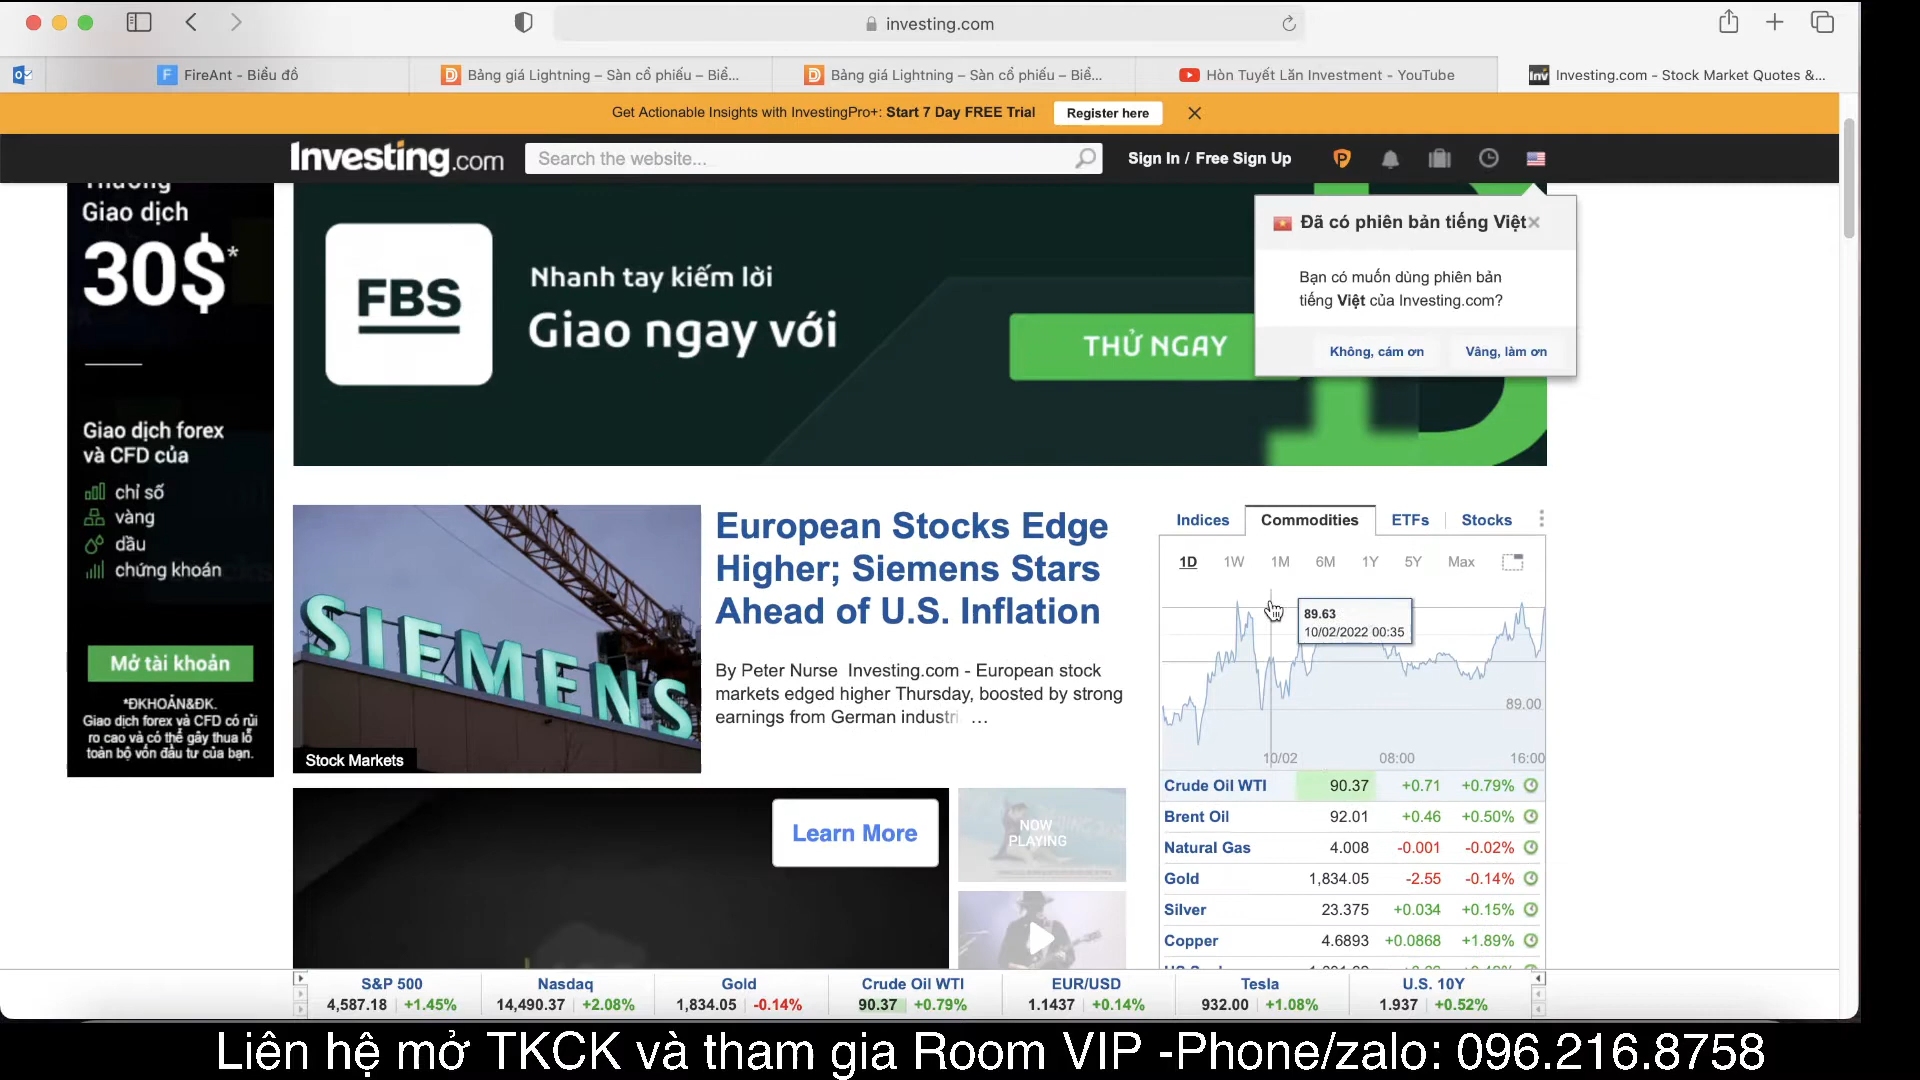 investing.com
FireAnt - Biểu đồ
Bảng giá Lightning – Sàn cổ phiếu – Biể...
Bảng giá Lightning – Sàn cổ phiếu – Biể...
Hòn Tuyết Lăn Investment - YouTube
Investing.com - Stock Market Quotes &...
Get Actionable Insights with InvestingPro+: Start 7 Day FREE Trial
Register here
Investing.com
Search the website...
Sign In / Free Sign Up
Giao dịch
30$*
Giao dịch forex
và CFD của
chỉ số
vàng
dầu
chứng khoán
Mở tài khoản
*ĐKHOẢN&ĐK.
Giao dịch forex và CFD có rủi
ro cao và có thể gây thua lỗ
toàn bộ vốn đầu tư của bạn.
FBS
Nhanh tay kiếm lời
Giao ngay với
THỬ NGAY
Đã có phiên bản tiếng Việt
Bạn có muốn dùng phiên bản
tiếng Việt của Investing.com?
Không, cám ơn
Vâng, làm ơn
SIEMENS
Stock Markets
European Stocks Edge
Higher; Siemens Stars
Ahead of U.S. Inflation
By Peter Nurse Investing.com - European stock
markets edged higher Thursday, boosted by strong
earnings from German industri ...
Learn More
NOW
PLAYING
Indices Commodities ETFs Stocks
1D 1W 1M 6M 1Y 5Y Max
89.63
10/02/2022 00:35
89.00
10/02 08:00 16:00
Crude Oil WTI 90.37 +0.71 +0.79%
Brent Oil 92.01 +0.46 +0.50%
Natural Gas 4.008 -0.001 -0.02%
Gold 1,834.05 -2.55 -0.14%
Silver 23.375 +0.034 +0.15%
Copper 4.6893 +0.0868 +1.89%
S&P 500 Nasdaq Gold Crude Oil WTI EUR/USD Tesla U.S. 10Y
4,587.18 +1.45% 14,490.37 +2.08% 1,834.05 -0.14% 90.37 +0.79% 1.1437 +0.14% 932.00 +1.08% 1.937 +0.52%
Liên hệ mở TKCK và tham gia Room VIP -Phone/zalo: 096.216.8758